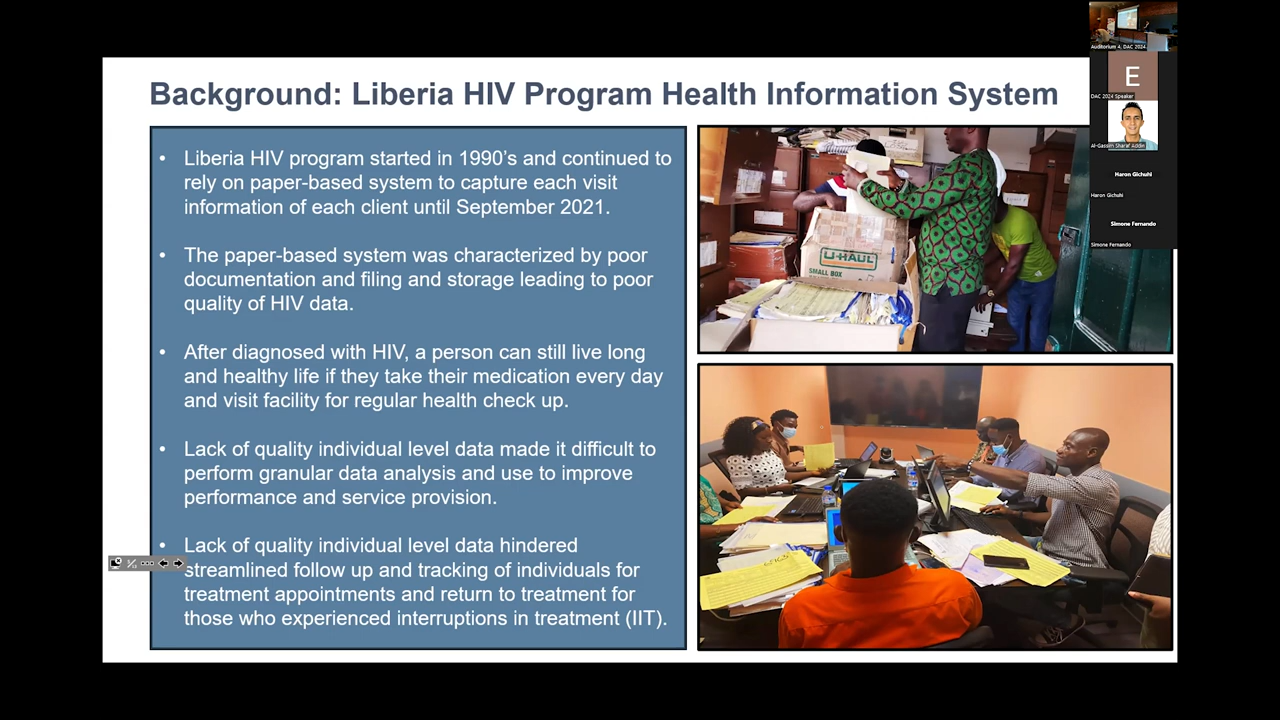 Background: Liberia HIV Program Health Information System
• Liberia HIV program started in 1990's and continued to
rely on paper-based system to capture each visit
information of each client until September 2021.
• The paper-based system was characterized by poor
documentation and filing and storage leading to poor
quality of HIV data.
• After diagnosed with HIV, a person can still live long
and healthy life if they take their medication every day
and visit facility for regular health check up.
• Lack of quality individual level data made it difficult to
perform granular data analysis and use to improve
performance and service provision.
• Lack of quality individual level data hindered
streamlined follow up and tracking of individuals for
treatment appointments and return to treatment for
those who experienced interruptions in treatment (IIT).
U-HAUL
SMALL BOX
Auditorium 4, DAC 2024
E
DAC 2024 Speaker
Al-Gassim Sharaf Addin
Haron Gichuhi
Haron Gichuhi
Simone Fernando
Simone Fernando